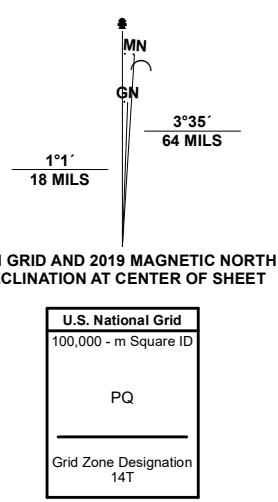 MN
GN
3°35´
64 MILS
1°1´
18 MILS
GRID AND 2019 MAGNETIC NORTH
CLINATION AT CENTER OF SHEET
U.S. National Grid
100,000 - m Square ID
PQ
Grid Zone Designation
14T